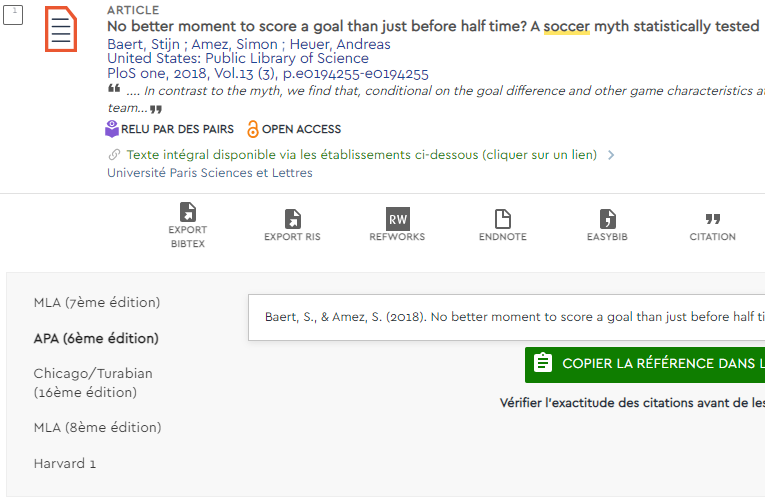 1
ARTICLE
No better moment to score a goal than just before half time? A soccer myth statistically tested
Baert, Stijn ; Amez, Simon ; Heuer, Andreas
United States: Public Library of Science
PloS one, 2018, Vol.13 (3), p.e0194255-e0194255
❝ .... In contrast to the myth, we find that, conditional on the goal difference and other game characteristics
team...❞
RELU PAR DES PAIRS OPEN ACCESS
Texte intégral disponible via les établissements ci-dessous (cliquer sur un lien)
Université Paris Sciences et Lettres
EXPORT BIBTEX
EXPORT RIS
RW
REFWORKS
ENDNOTE
EASYBIB
CITATION
MLA (7ème édition)
APA (6ème édition)
Chicago/Turabian
(16ème édition)
MLA (8ème édition)
Harvard 1
Baert, S., & Amez, S. (2018). No better moment to score a goal than just before half
COPIER LA RÉFÉRENCE DANS
Vérifier l'exactitude des citations avant de